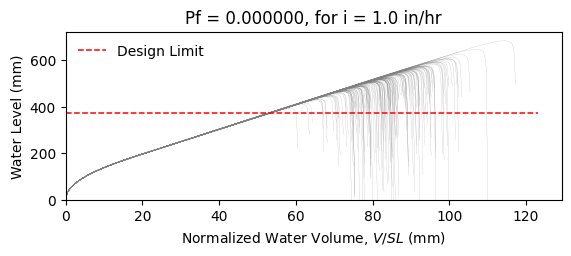 Pf = 0.000000, for i = 1.0 in/hr
Design Limit
Water Level (mm)
600
400
200
0
0 20 40 60 80 100 120
Normalized Water Volume, V/SL (mm)